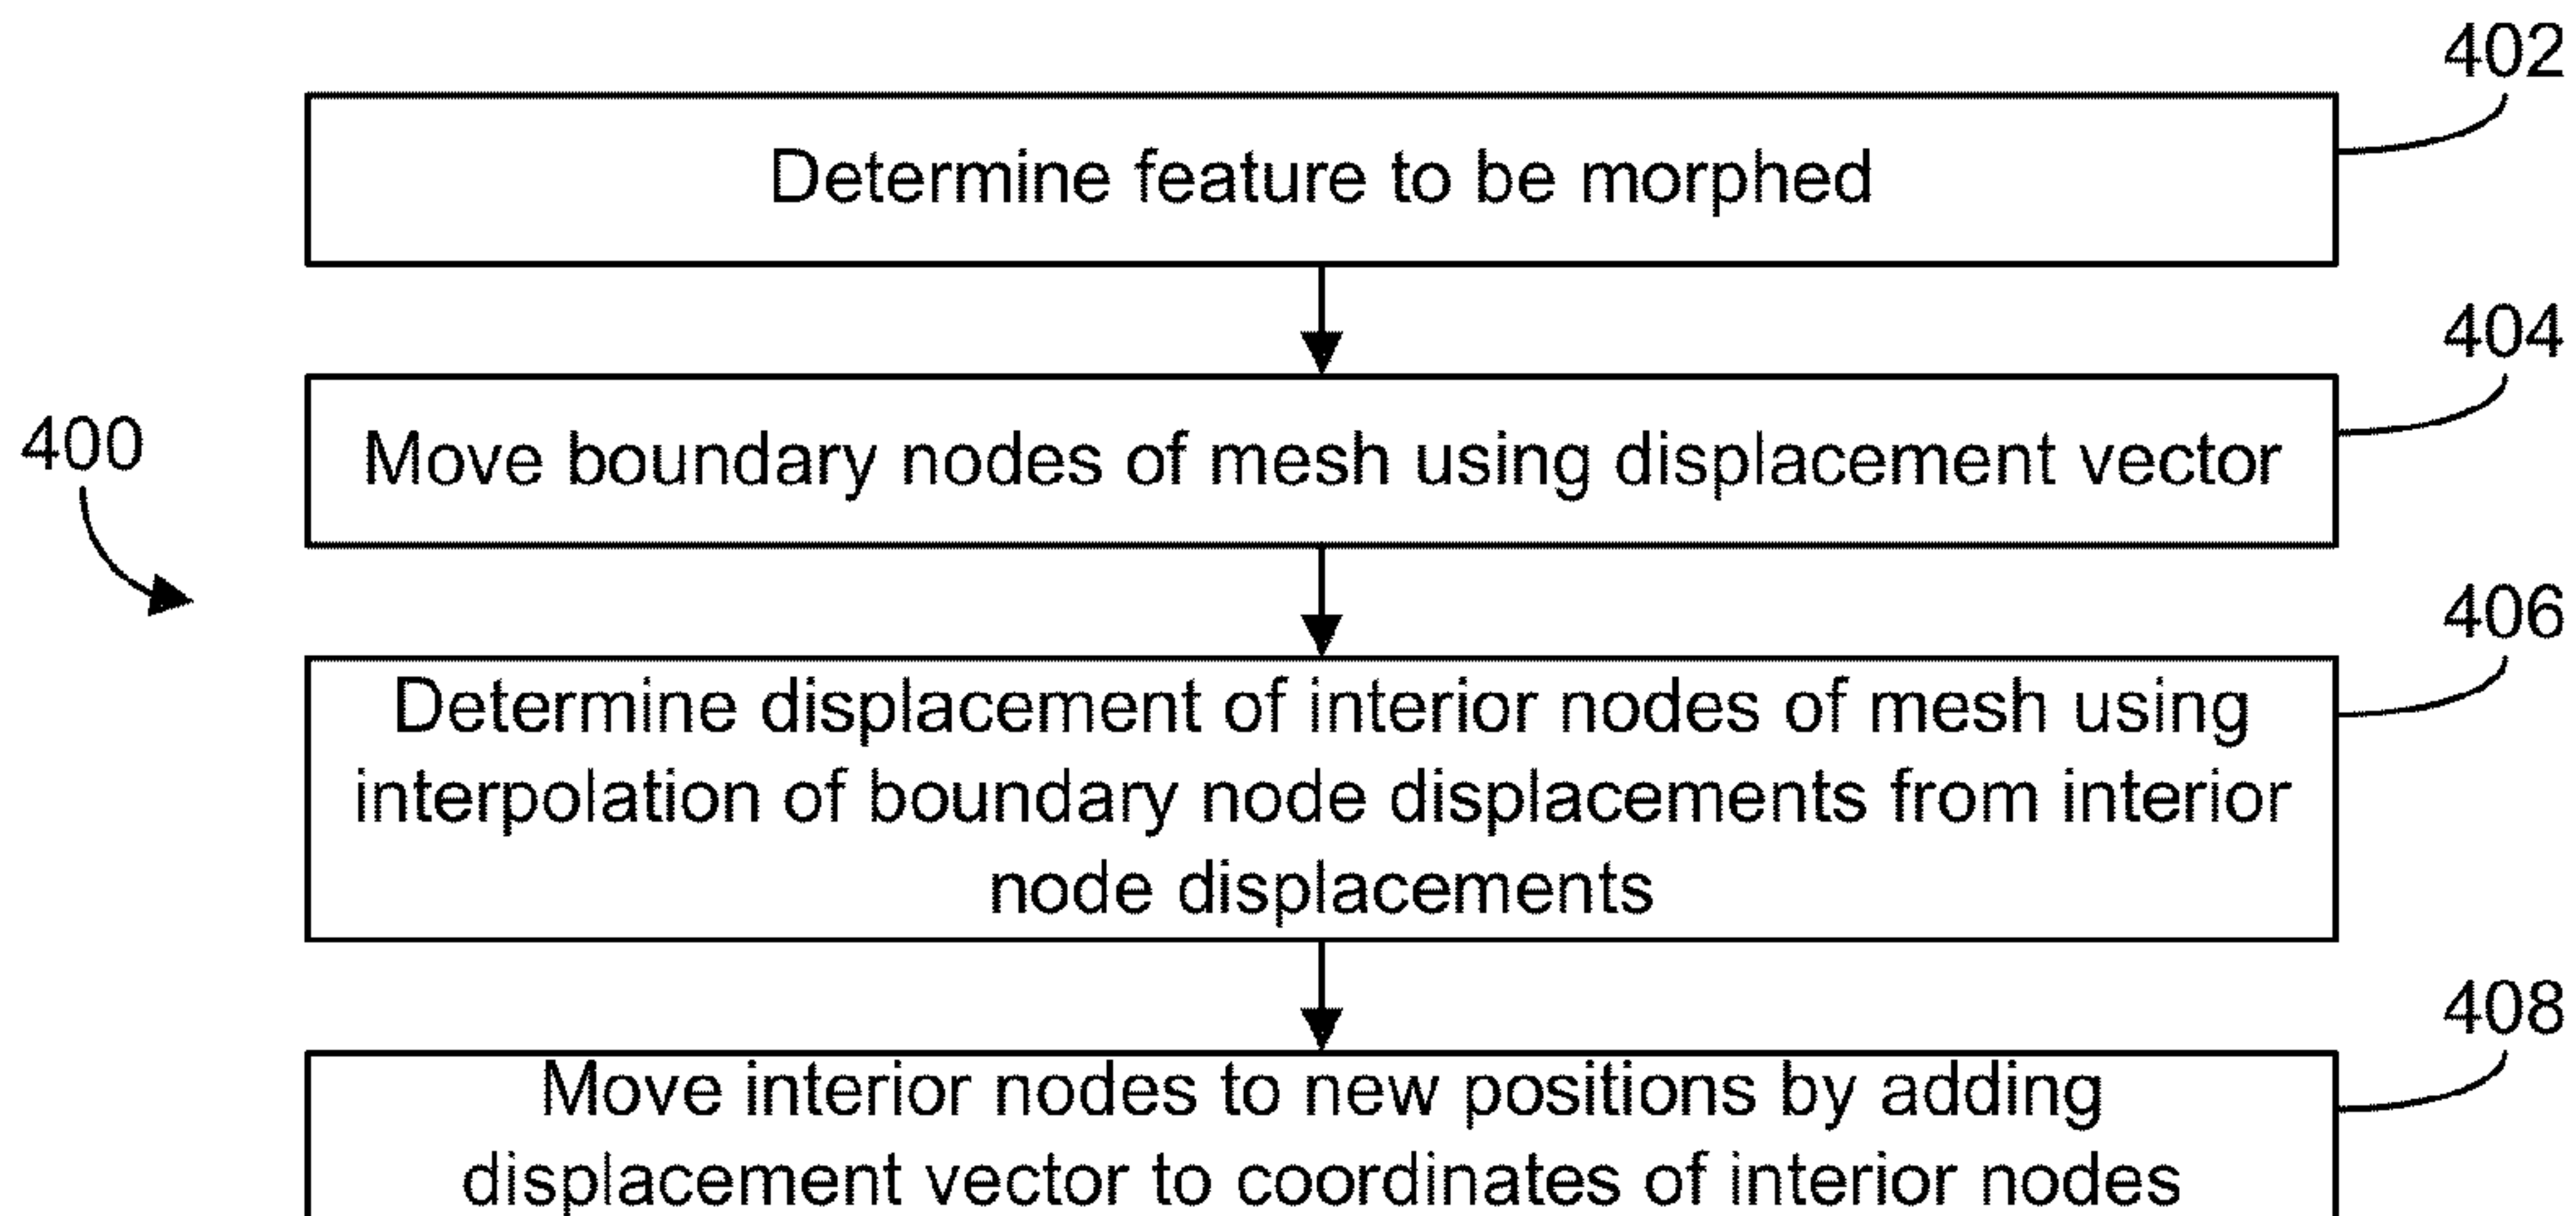 402
Determine feature to be morphed
404
400
Move boundary nodes of mesh using displacement vector
406
Determine displacement of interior nodes of mesh using
interpolation of boundary node displacements from interior
node displacements
408
Move interior nodes to new positions by adding
displacement vector to coordinates of interior nodes